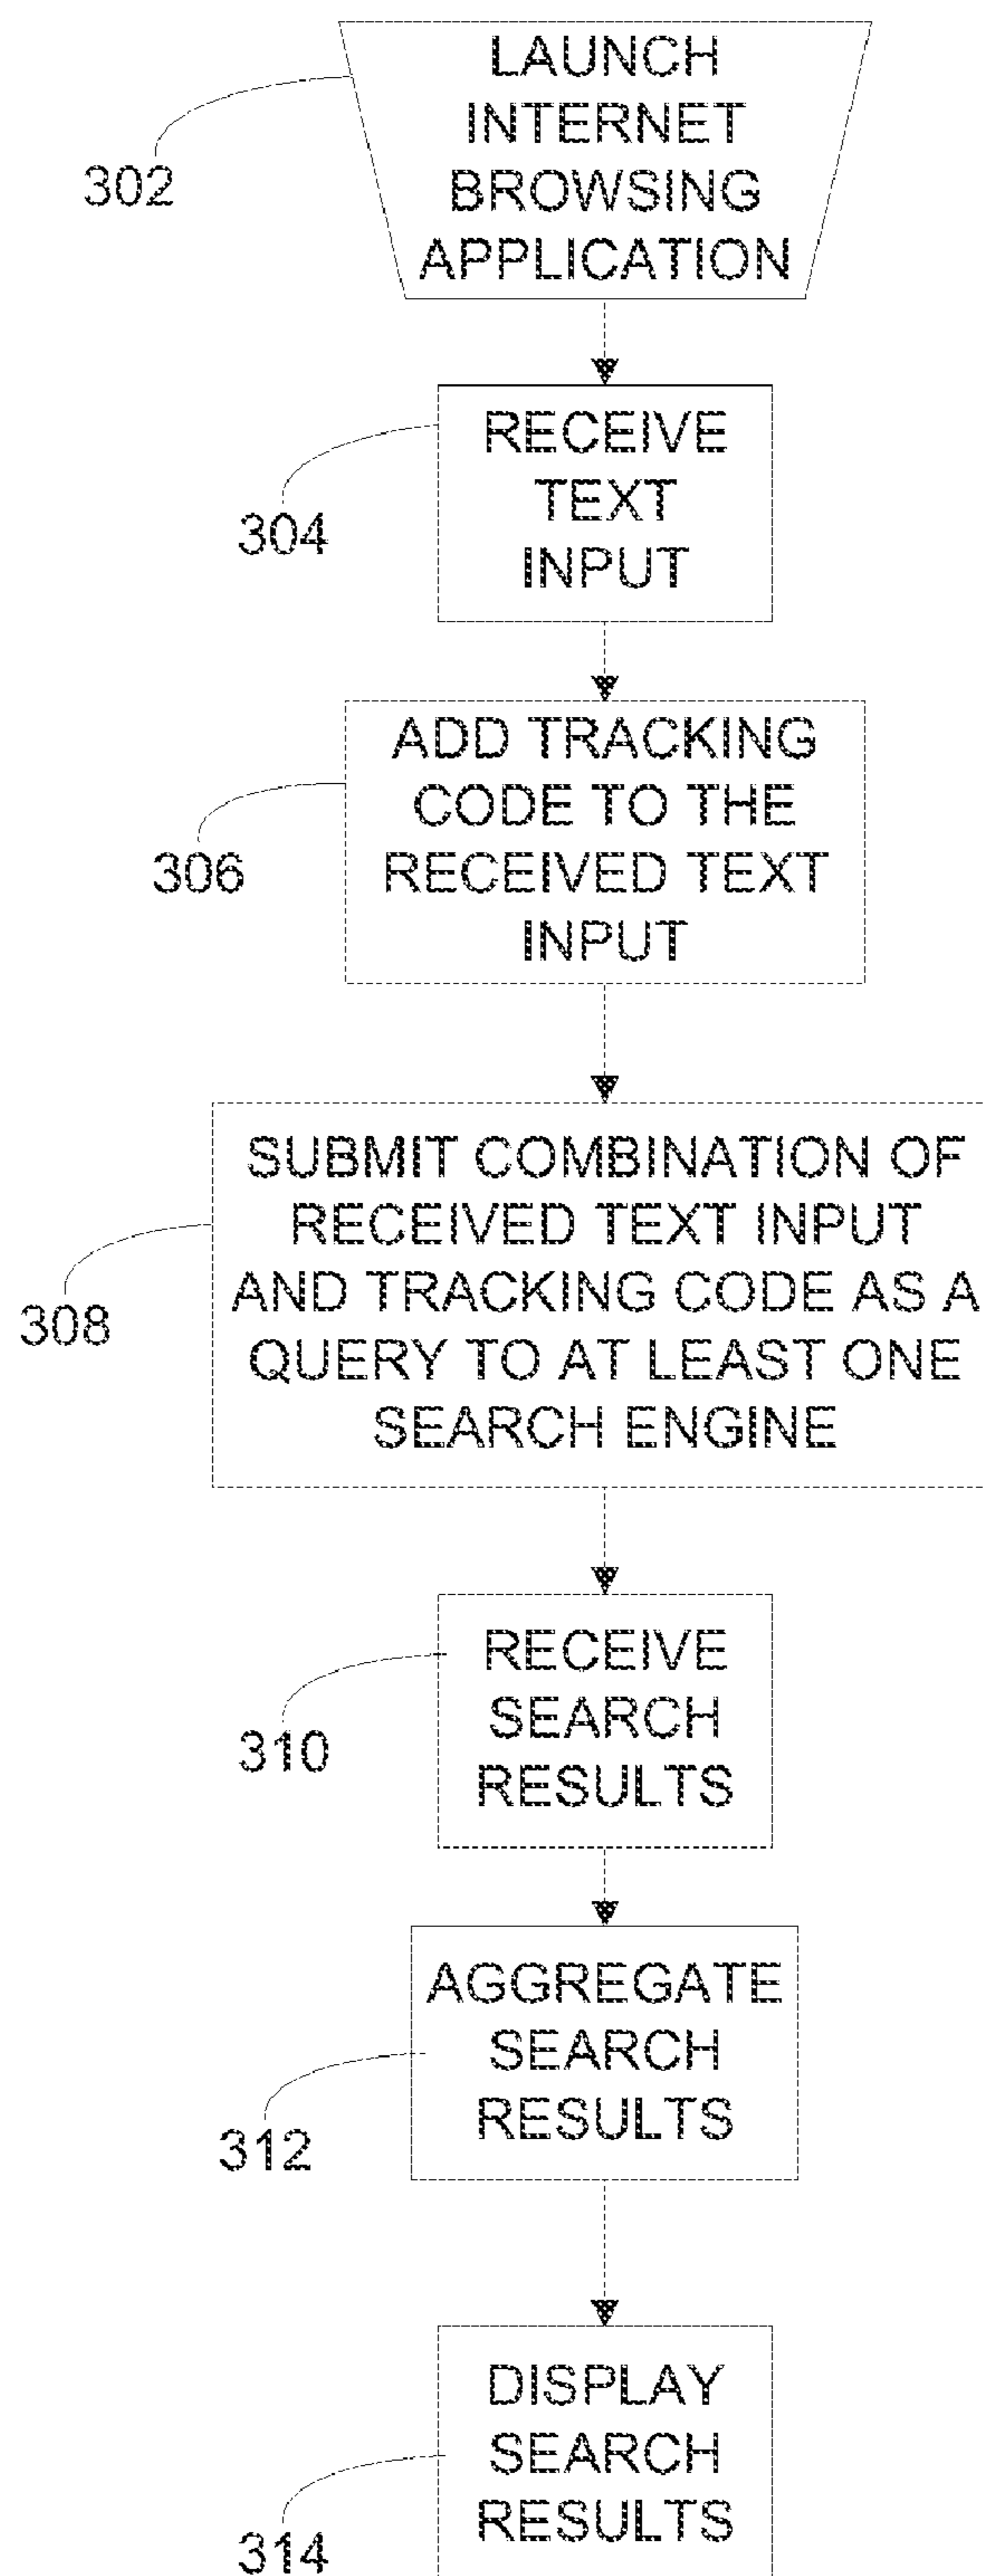 LAUNCH
INTERNET
BROWSING
APPLICATION
302
RECEIVE
TEXT
INPUT
304
ADD TRACKING
CODE TO THE
RECEIVED TEXT
INPUT
306
SUBMIT COMBINATION OF
RECEIVED TEXT INPUT
AND TRACKING CODE AS A
QUERY TO AT LEAST ONE
SEARCH ENGINE
308
RECEIVE
SEARCH
RESULTS
310
AGGREGATE
SEARCH
RESULTS
312
DISPLAY
SEARCH
RESULTS
314